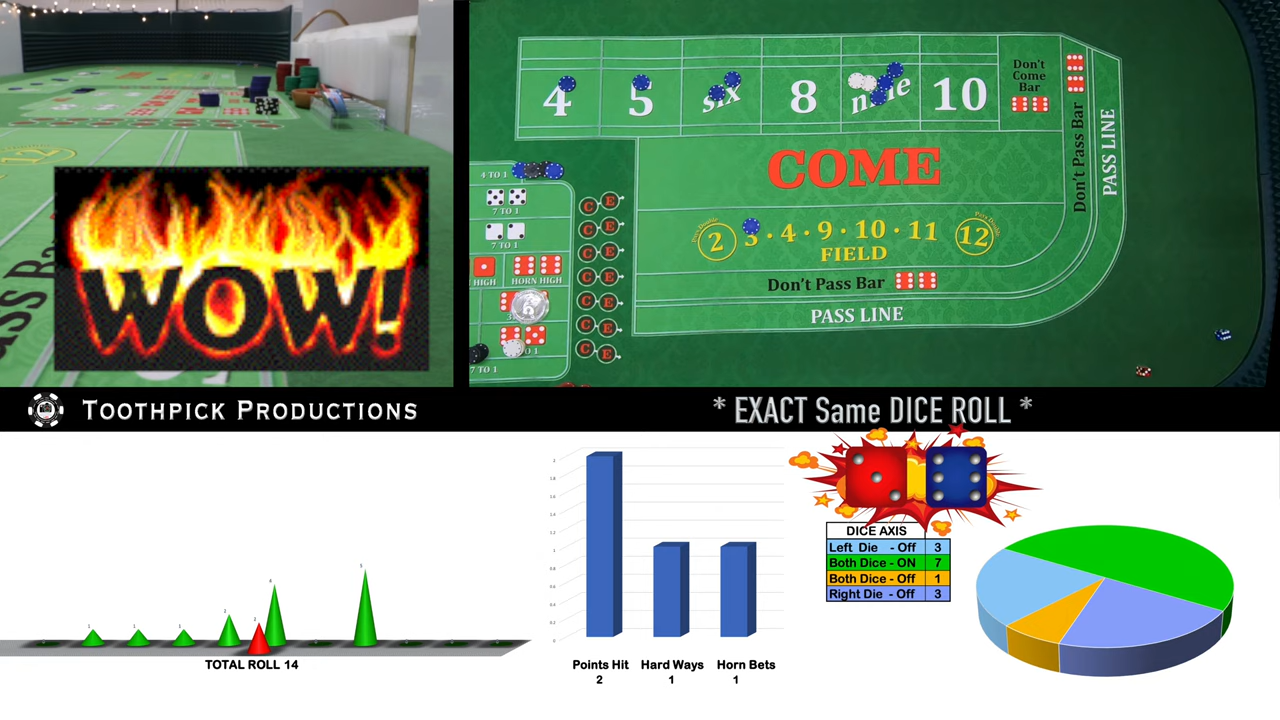 WOW!
12
4
5
six
8
nine
10
Don't
Come
Bar
Don't Pass Bar
PASS LINE
COME
4 TO 1
7 TO 1
7 TO 1
HIGH
HORN HIGH
7 TO 1
C E
C E
C E
C E
C E
C E
C E
2 3 · 4 · 9 · 10 · 11 12
FIELD
Don't Pass Bar
PASS LINE
TOOTHPICK PRODUCTIONS
* EXACT Same DICE ROLL *
TOTAL ROLL 14
Points Hit
2
Hard Ways
1
Horn Bets
1
DICE AXIS
Left Die - Off 3
Both Dice - ON 7
Both Dice - Off 1
Right Die - Off 3